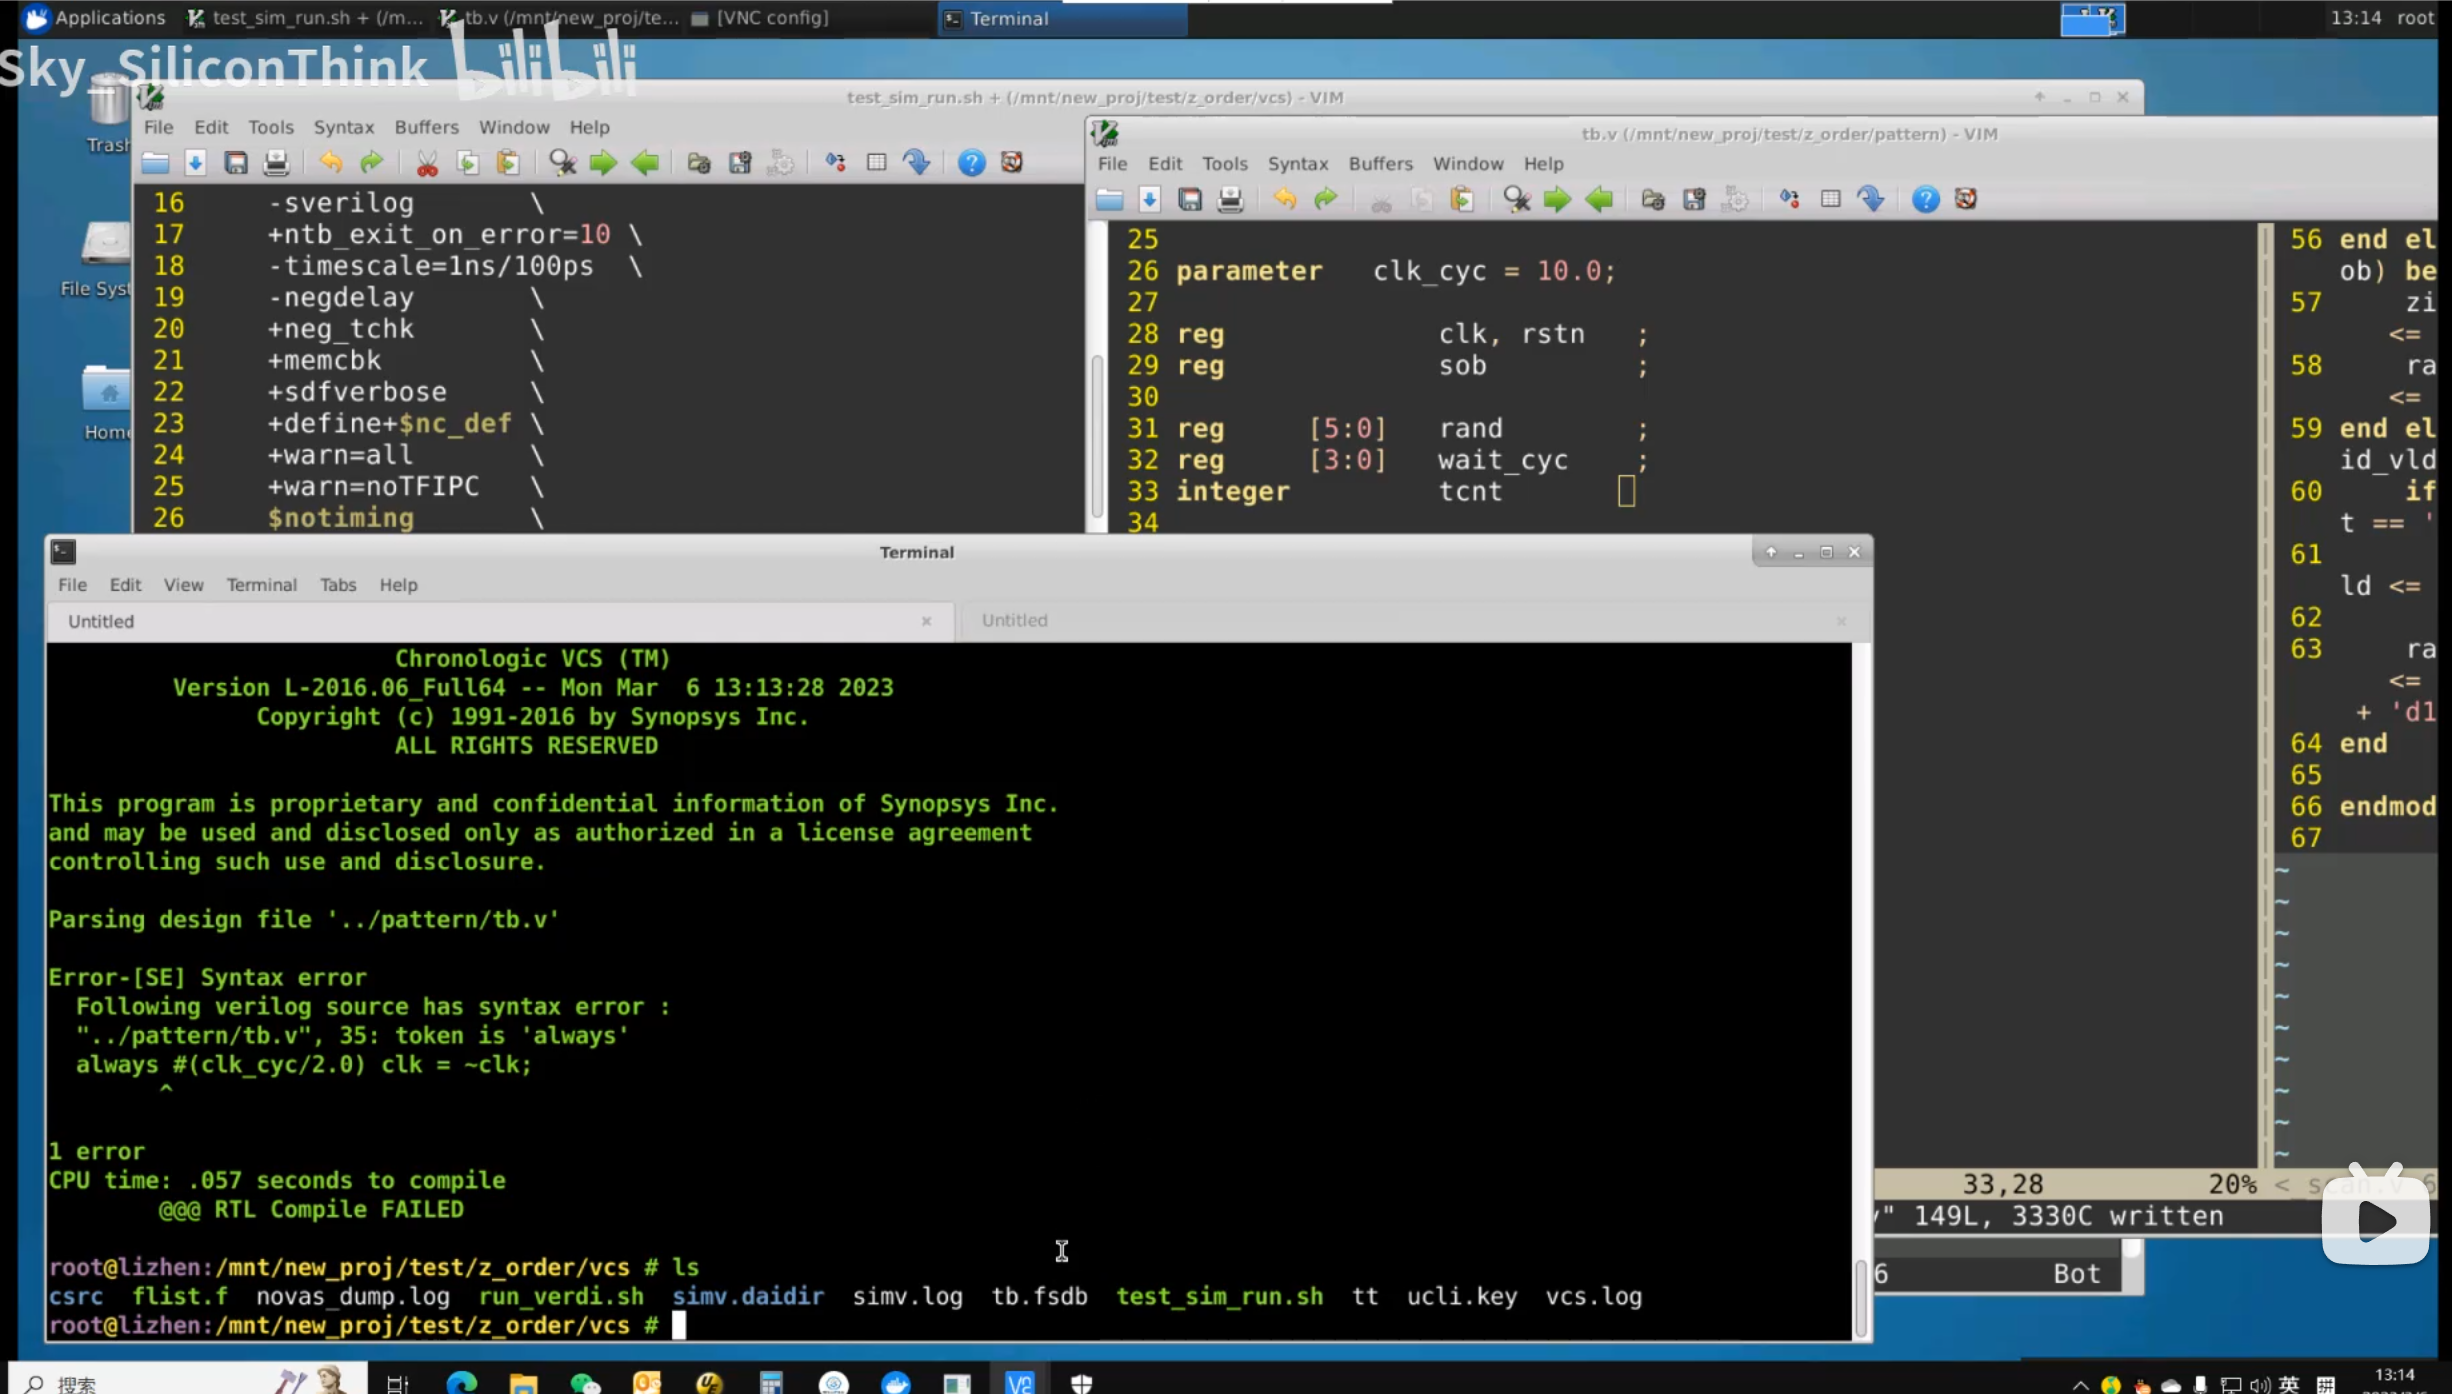 Applications
test_sim_run.sh + (/m...
tb.v (/mnt/new_proj/te...
[VNC config]
Terminal
13:14 root
Sky_SiliconThink bilibili
Trash
File Syst
Home
test_sim_run.sh + (/mnt/new_proj/test/z_order/vcs) - VIM
File Edit Tools Syntax Buffers Window Help
16 -sverilog \
17 +ntb_exit_on_error=10 \
18 -timescale=1ns/100ps \
19 -negdelay \
20 +neg_tchk \
21 +memcbk \
22 +sdfverbose \
23 +define+$nc_def \
24 +warn=all \
25 +warn=noTFIPC \
26 $notiming \
tb.v (/mnt/new_proj/test/z_order/pattern) - VIM
File Edit Tools Syntax Buffers Window Help
25
26 parameter clk_cyc = 10.0;
27
28 reg clk, rstn ;
29 reg sob ;
30
31 reg [5:0] rand ;
32 reg [3:0] wait_cyc ;
33 integer tcnt
34
56 end el
ob) be
57 zi
<=
58 ra
<=
59 end el
id_vld
60 if
t == '
61
ld <=
62
63 ra
<=
+ 'd1
64 end
65
66 endmod
67
~
~
~
~
~
~
~
~
~
~
33,28 20%
" 149L, 3330C written
6 Bot
Terminal
File Edit View Terminal Tabs Help
Untitled
Untitled
Chronologic VCS (TM)
Version L-2016.06_Full64 -- Mon Mar  6 13:13:28 2023
Copyright (c) 1991-2016 by Synopsys Inc.
ALL RIGHTS RESERVED
This program is proprietary and confidential information of Synopsys Inc.
and may be used and disclosed only as authorized in a license agreement
controlling such use and disclosure.
Parsing design file '../pattern/tb.v'
Error-[SE] Syntax error
Following verilog source has syntax error :
"../pattern/tb.v", 35: token is 'always'
always #(clk_cyc/2.0) clk = ~clk;
^
1 error
CPU time: .057 seconds to compile
@@@ RTL Compile FAILED
root@lizhen:/mnt/new_proj/test/z_order/vcs # ls
csrc flist.f novas_dump.log run_verdi.sh simv.daidir simv.log tb.fsdb test_sim_run.sh tt ucli.key vcs.log
root@lizhen:/mnt/new_proj/test/z_order/vcs #
搜索
英
13:14